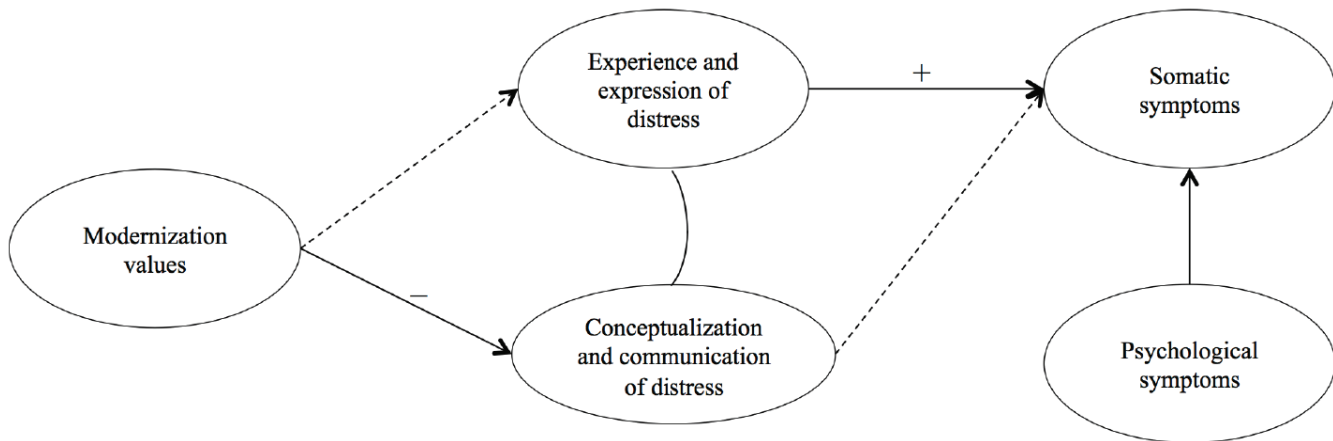 Experience and
expression of
distress
+
Somatic
symptoms
Modernization
values
–
Conceptualization
and communication
of distress
Psychological
symptoms